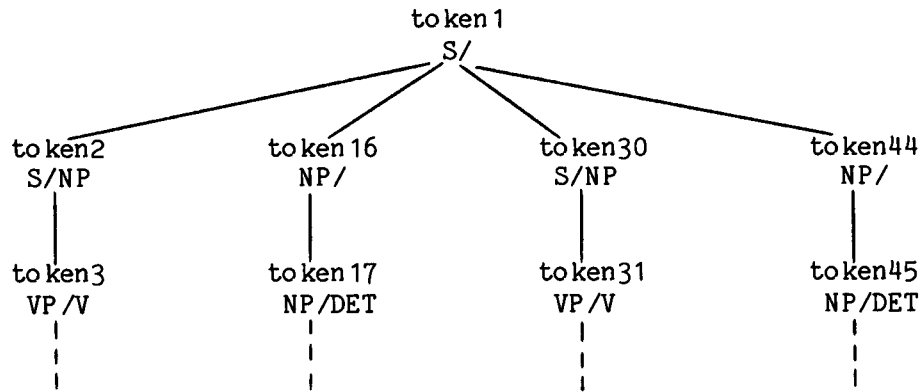 token1
S/
token2 token16 token30 token44
S/NP NP/ S/NP NP/
token3 token17 token31 token45
VP/V NP/DET VP/V NP/DET